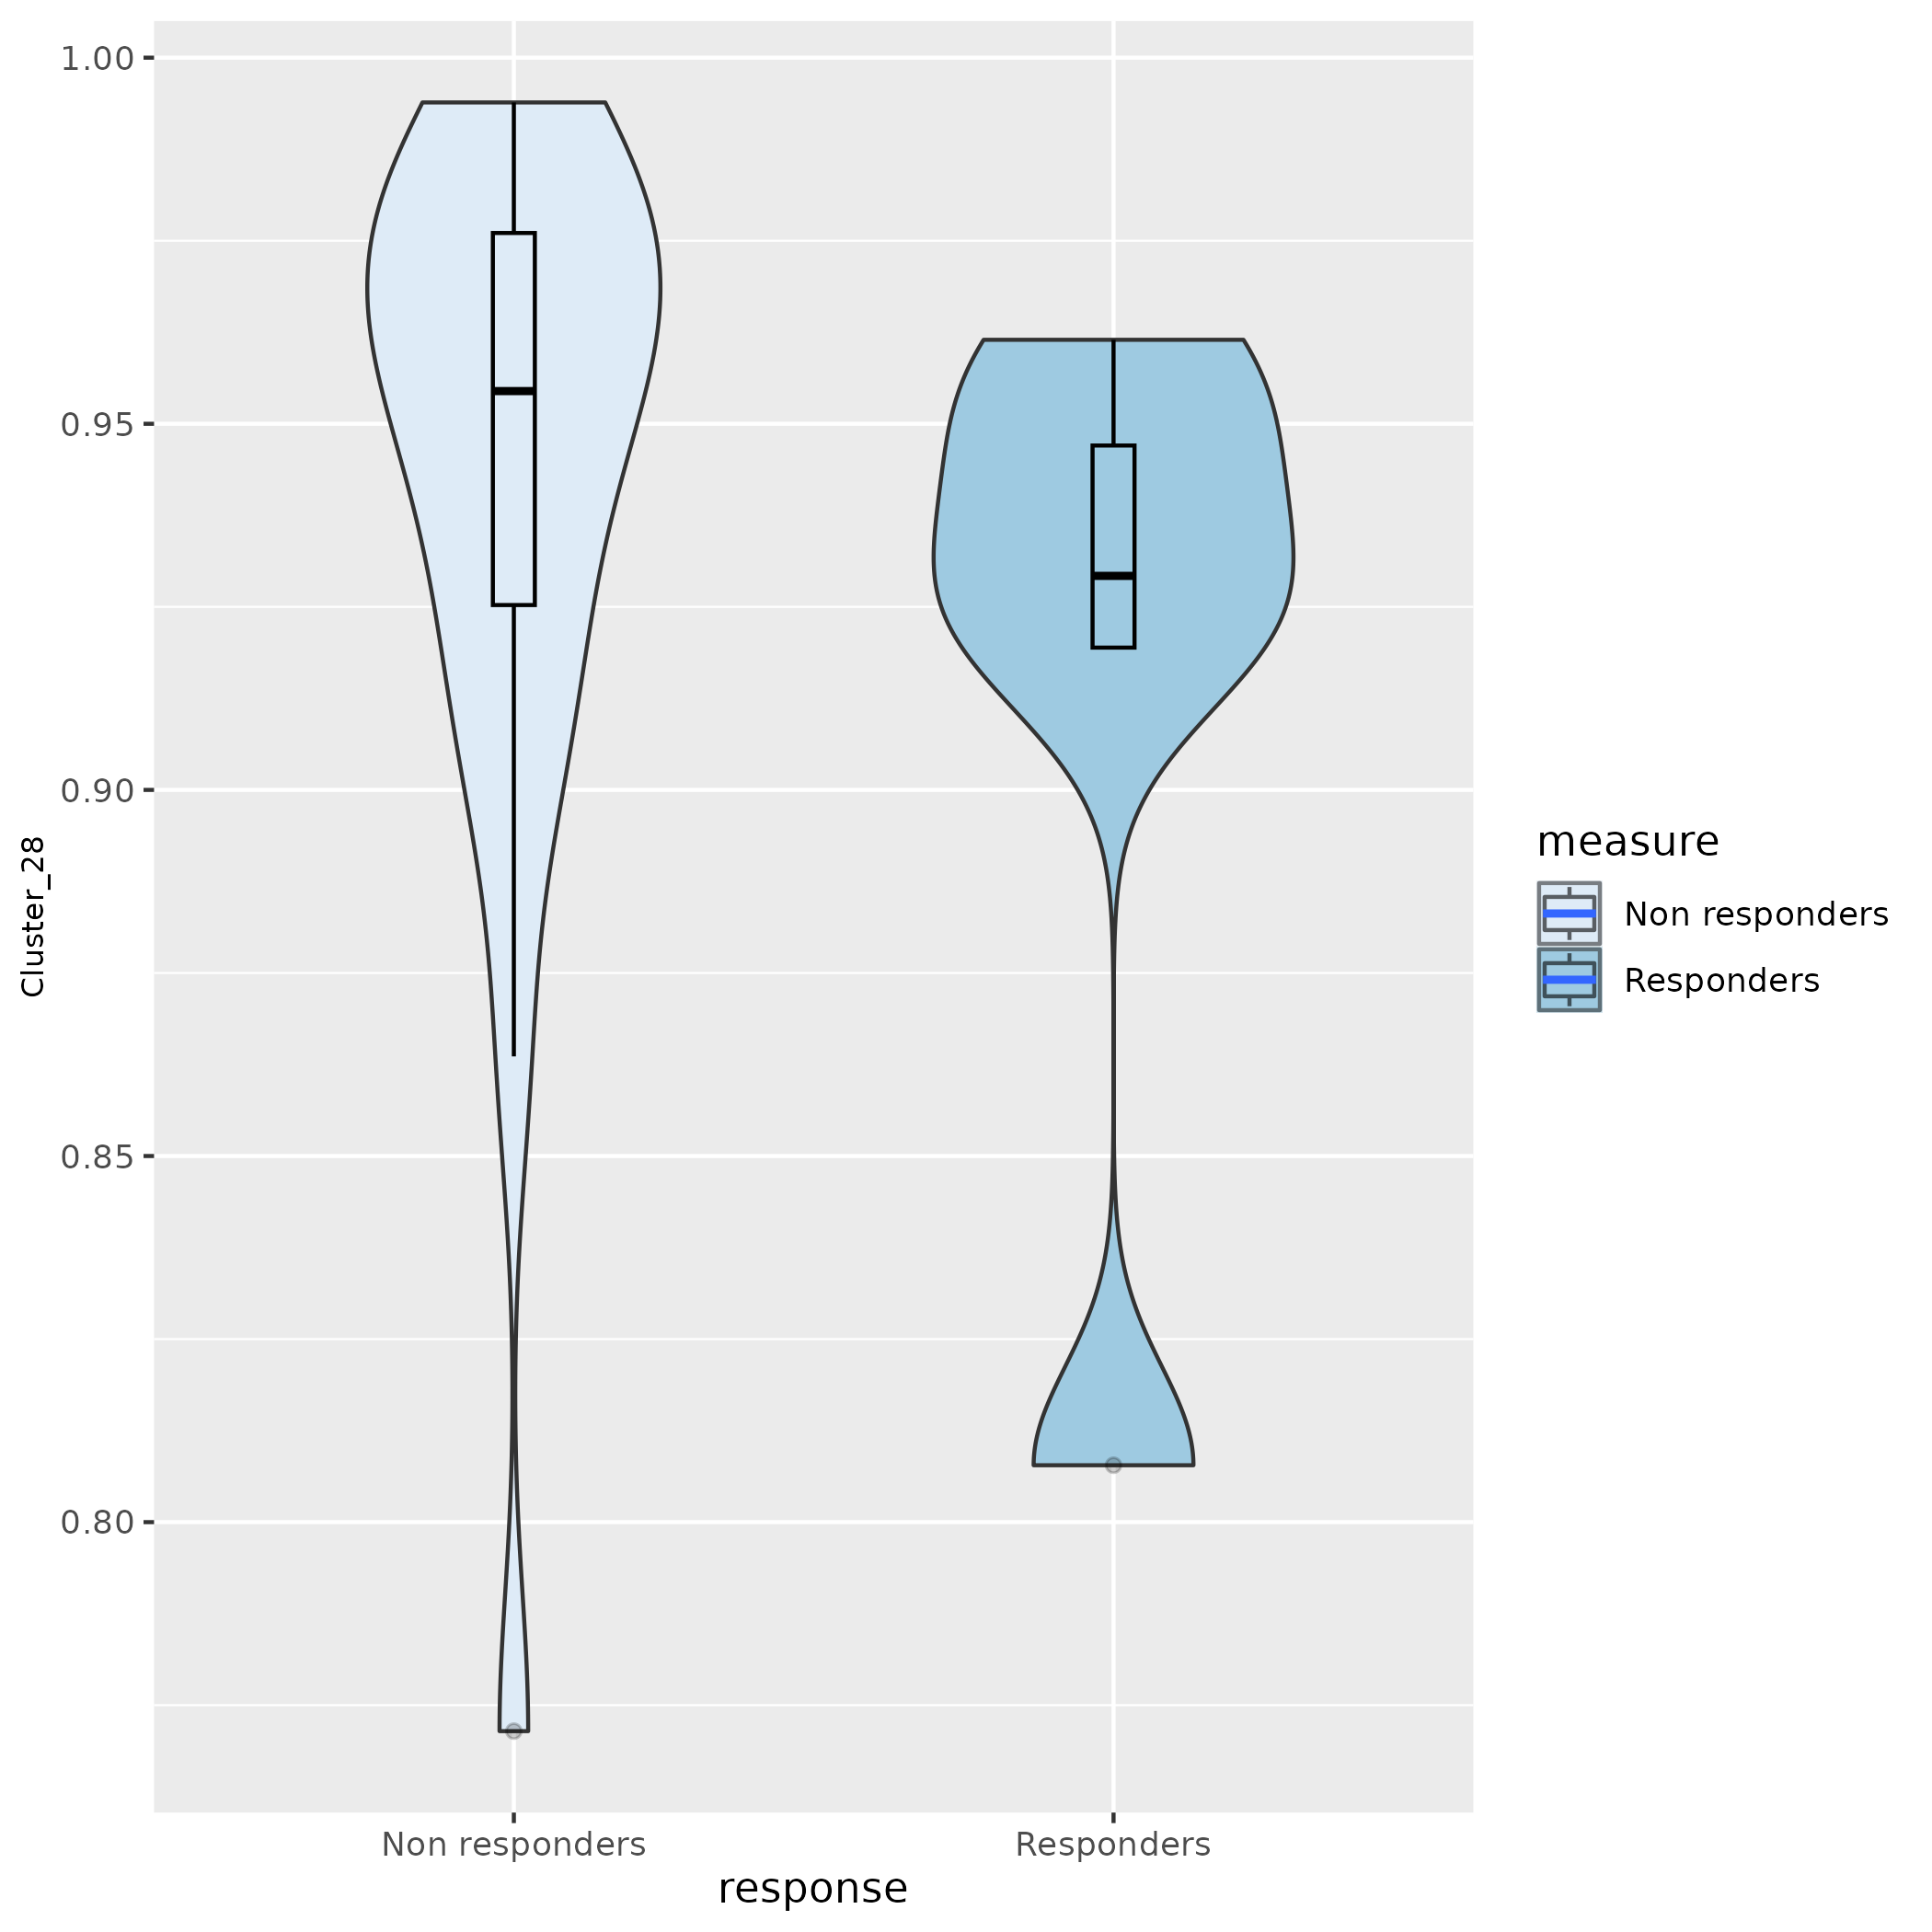 1.00
0.95
0.90
0.85
0.80
Cluster_28
Non responders
Responders
response
measure
Non responders
Responders